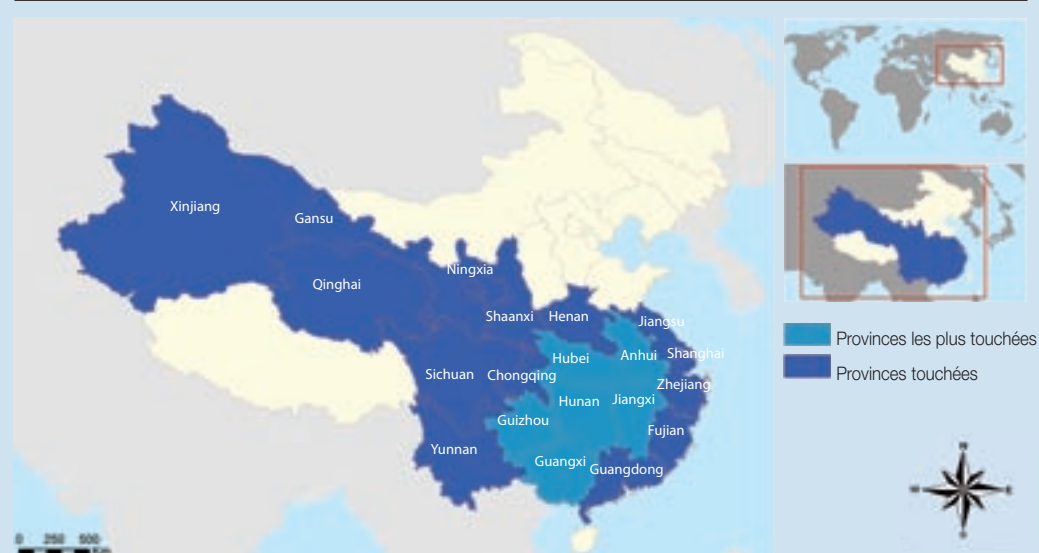 Xinjiang
Gansu
Qinghai
Ningxia
Shaanxi
Henan
Jiangsu
Hubei
Anhui
Shanghai
Sichuan
Chongqing
Zhejiang
Hunan
Jiangxi
Guizhou
Fujian
Yunnan
Guangxi
Guangdong
Provinces les plus touchées
Provinces touchées
N
E
S
0 250 500
Km